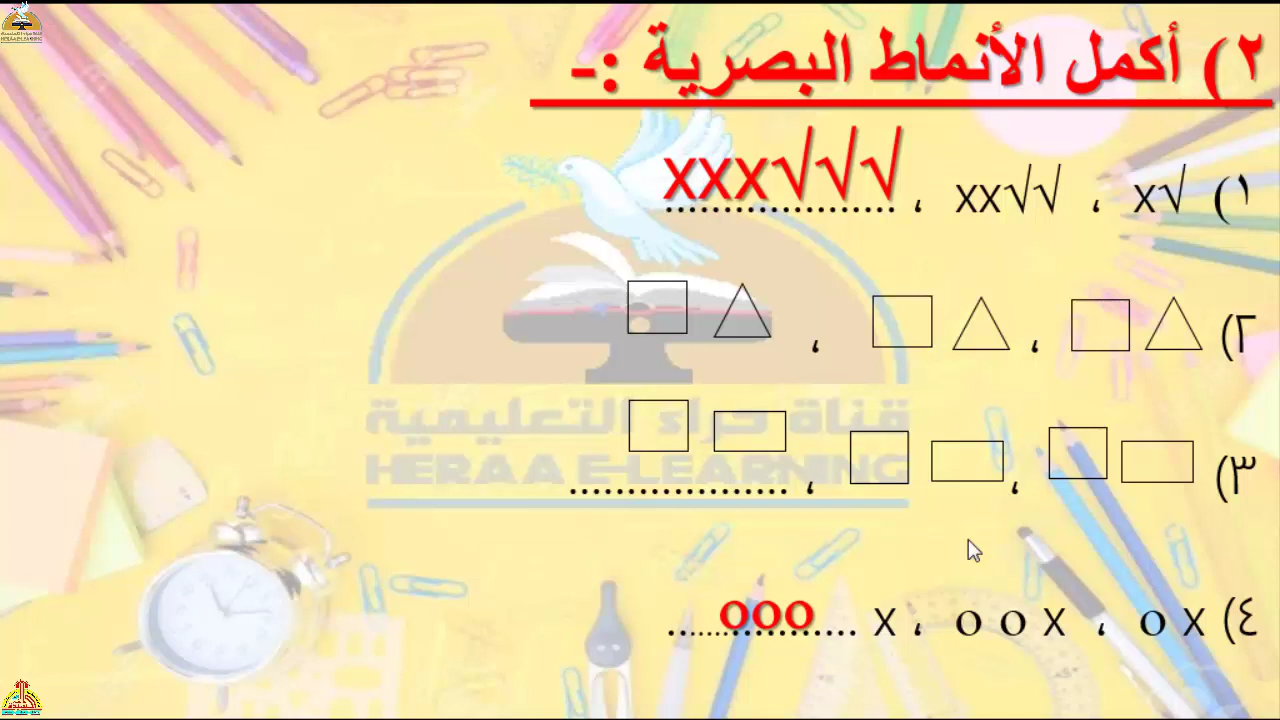 ٢) أكمل الأنماط البصرية :-
١) √x ، √√xx ، √√√xxx
٢) ، ،
٣) ، ، ....................
٤) x o ، x o o ، x ooo
قناة حراء التعليمية
HERAA E-LEARNING